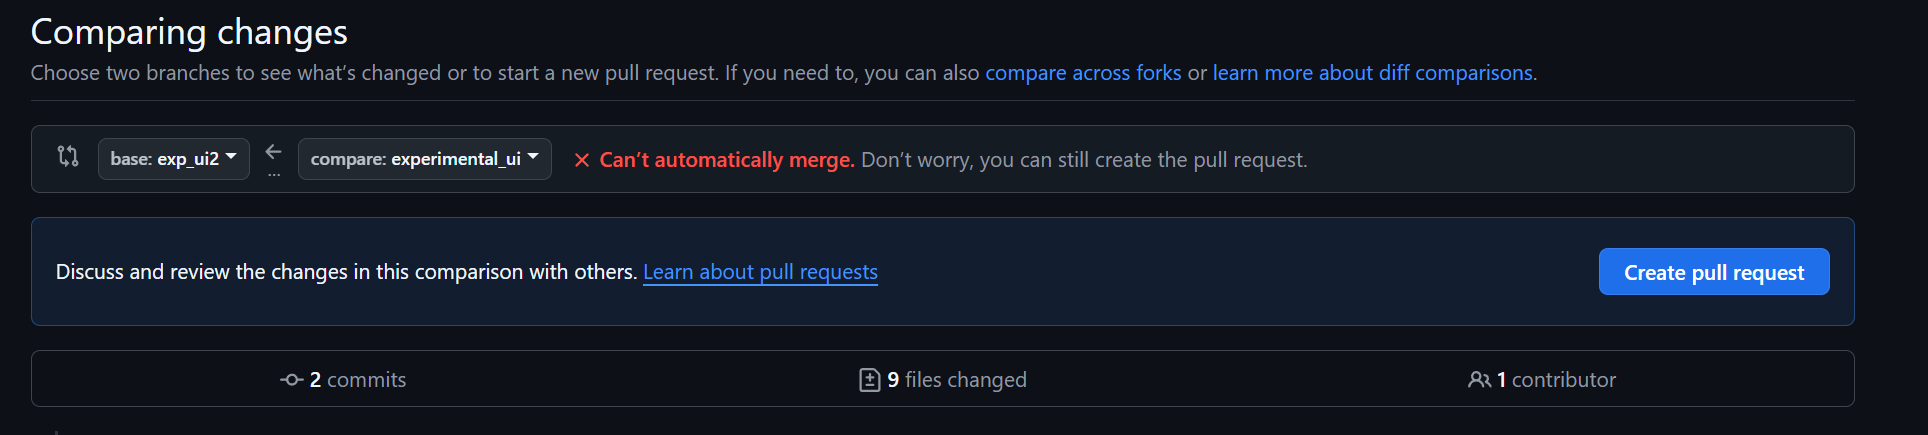 Comparing changes
Choose two branches to see what’s changed or to start a new pull request. If you need to, you can also compare across forks or learn more about diff comparisons.
base: exp_ui2 ... compare: experimental_ui Can’t automatically merge. Don’t worry, you can still create the pull request.
Discuss and review the changes in this comparison with others. Learn about pull requests Create pull request
2 commits 9 files changed 1 contributor